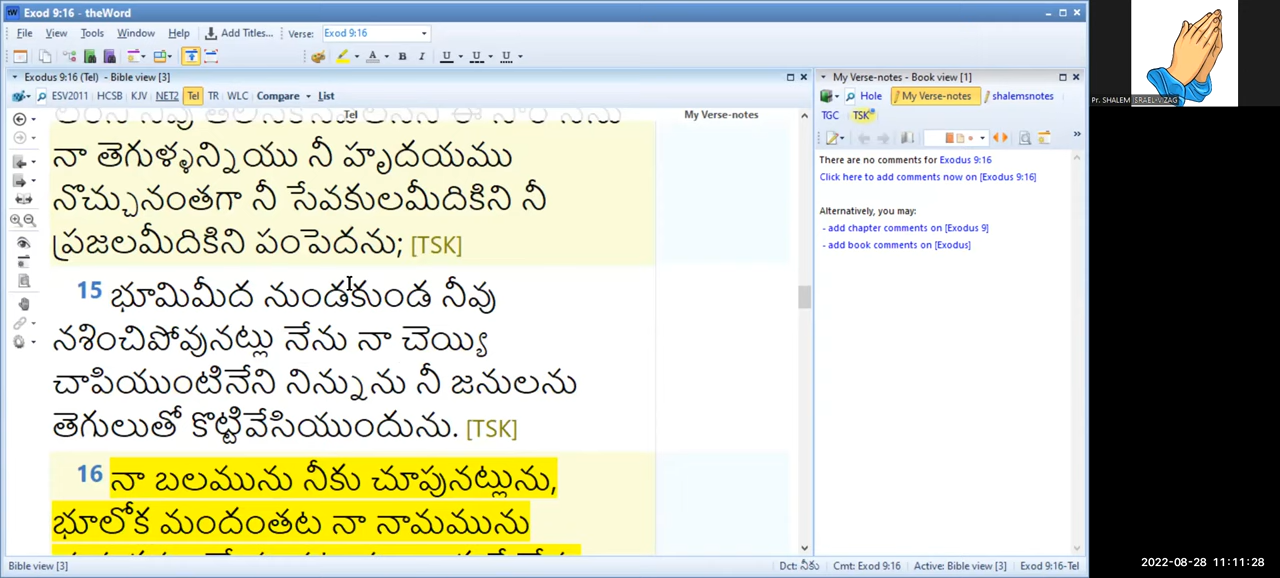 Exod 9:16 - theWord
File View Tools Window Help Add Titles... Verse: Exod 9:16
Exodus 9:16 (Tel) - Bible view [3]
ESV2011 HCSB KJV NET2 Tel TR WLC Compare List
Tel My Verse-notes
నా తెగుళ్ళన్నియు నీ హృదయము
నొచ్చునంతగా నీ సేవకులమీదికిని నీ
ప్రజలమీదికిని పంపెదను; [TSK]
15 భూమిమీద నుండకుండ నీవు
నశించిపోవునట్లు నేను నా చెయ్యి
చాపియుంటినేని నిన్నును నీ జనులను
తెగులుతో కొట్టివేసియుందును. [TSK]
16 నా బలమును నీకు చూపునట్లును,
భూలోక మందంతట నా నామమును
My Verse-notes - Book view [1]
Hole My Verse-notes shalemsnotes
TGC TSK
There are no comments for Exodus 9:16
Click here to add comments now on [Exodus 9:16]
Alternatively, you may:
- add chapter comments on [Exodus 9]
- add book comments on [Exodus]
Bible view [3] Dct: నీకు Cmt: Exod 9:16 Active: Bible view [3] Exod 9:16-Tel
Pr. SHALEM ISRAEL-VIZAG
2022-08-28 11:11:28